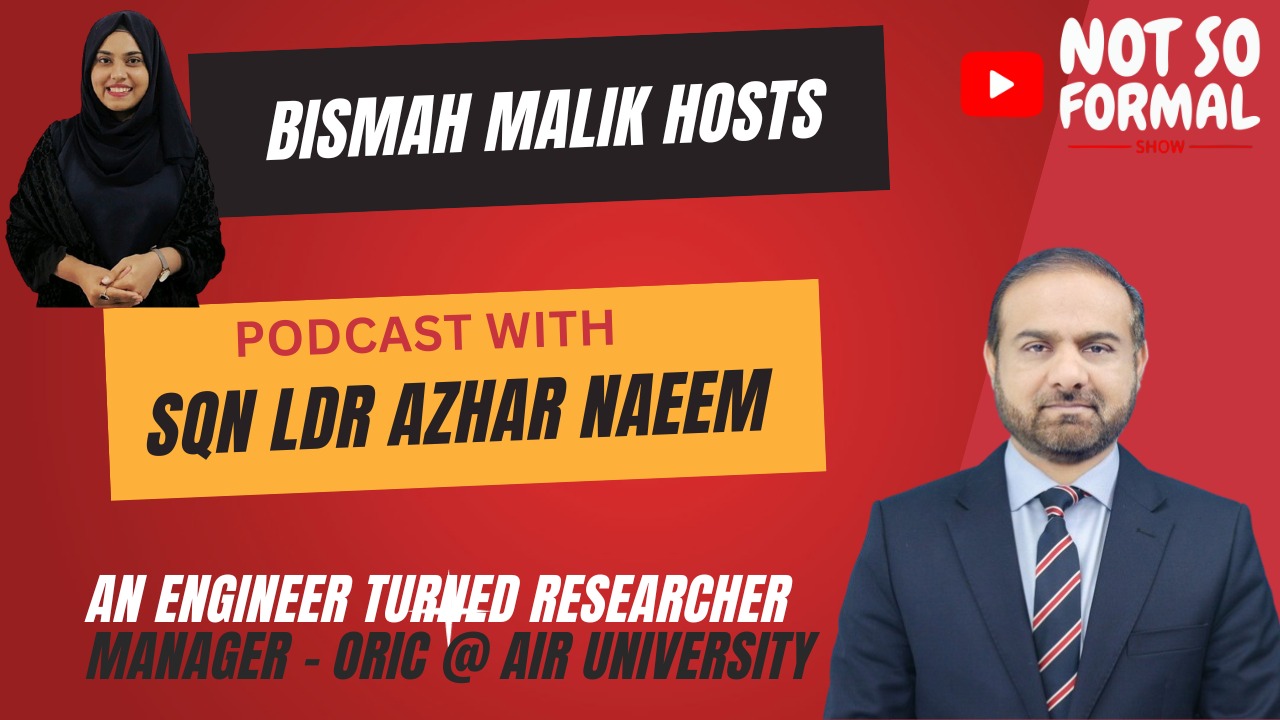 BISMAH MALIK HOSTS
NOT SO
FORMAL
SHOW
PODCAST WITH
SQN LDR AZHAR NAEEM
AN ENGINEER TURNED RESEARCHER
MANAGER - ORIC @ AIR UNIVERSITY